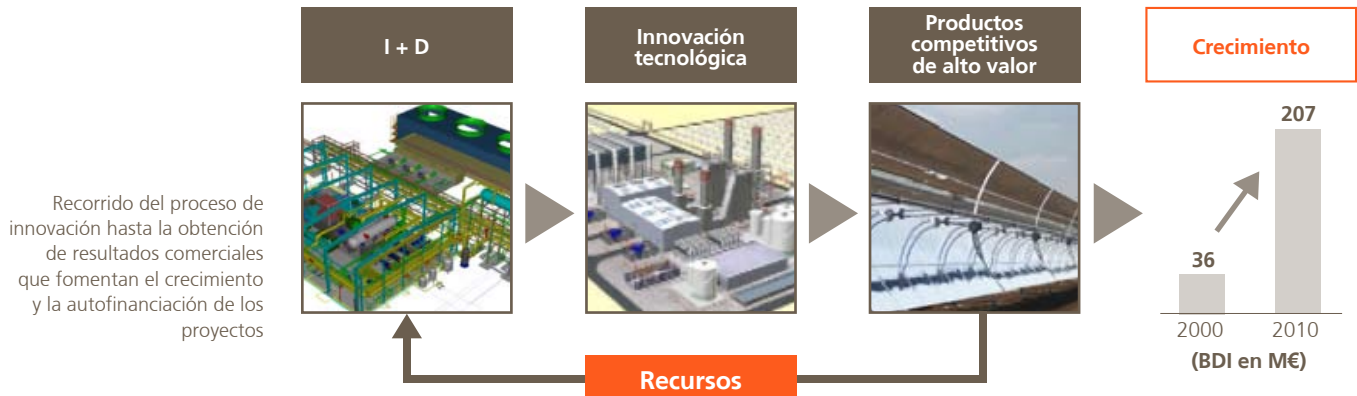 I + D
Innovación
tecnológica
Productos
competitivos
de alto valor
Crecimiento
Recorrido del proceso de
innovación hasta la obtención
de resultados comerciales
que fomentan el crecimiento
y la autofinanciación de los
proyectos
207
36
2000
2010
(BDI en M€)
Recursos